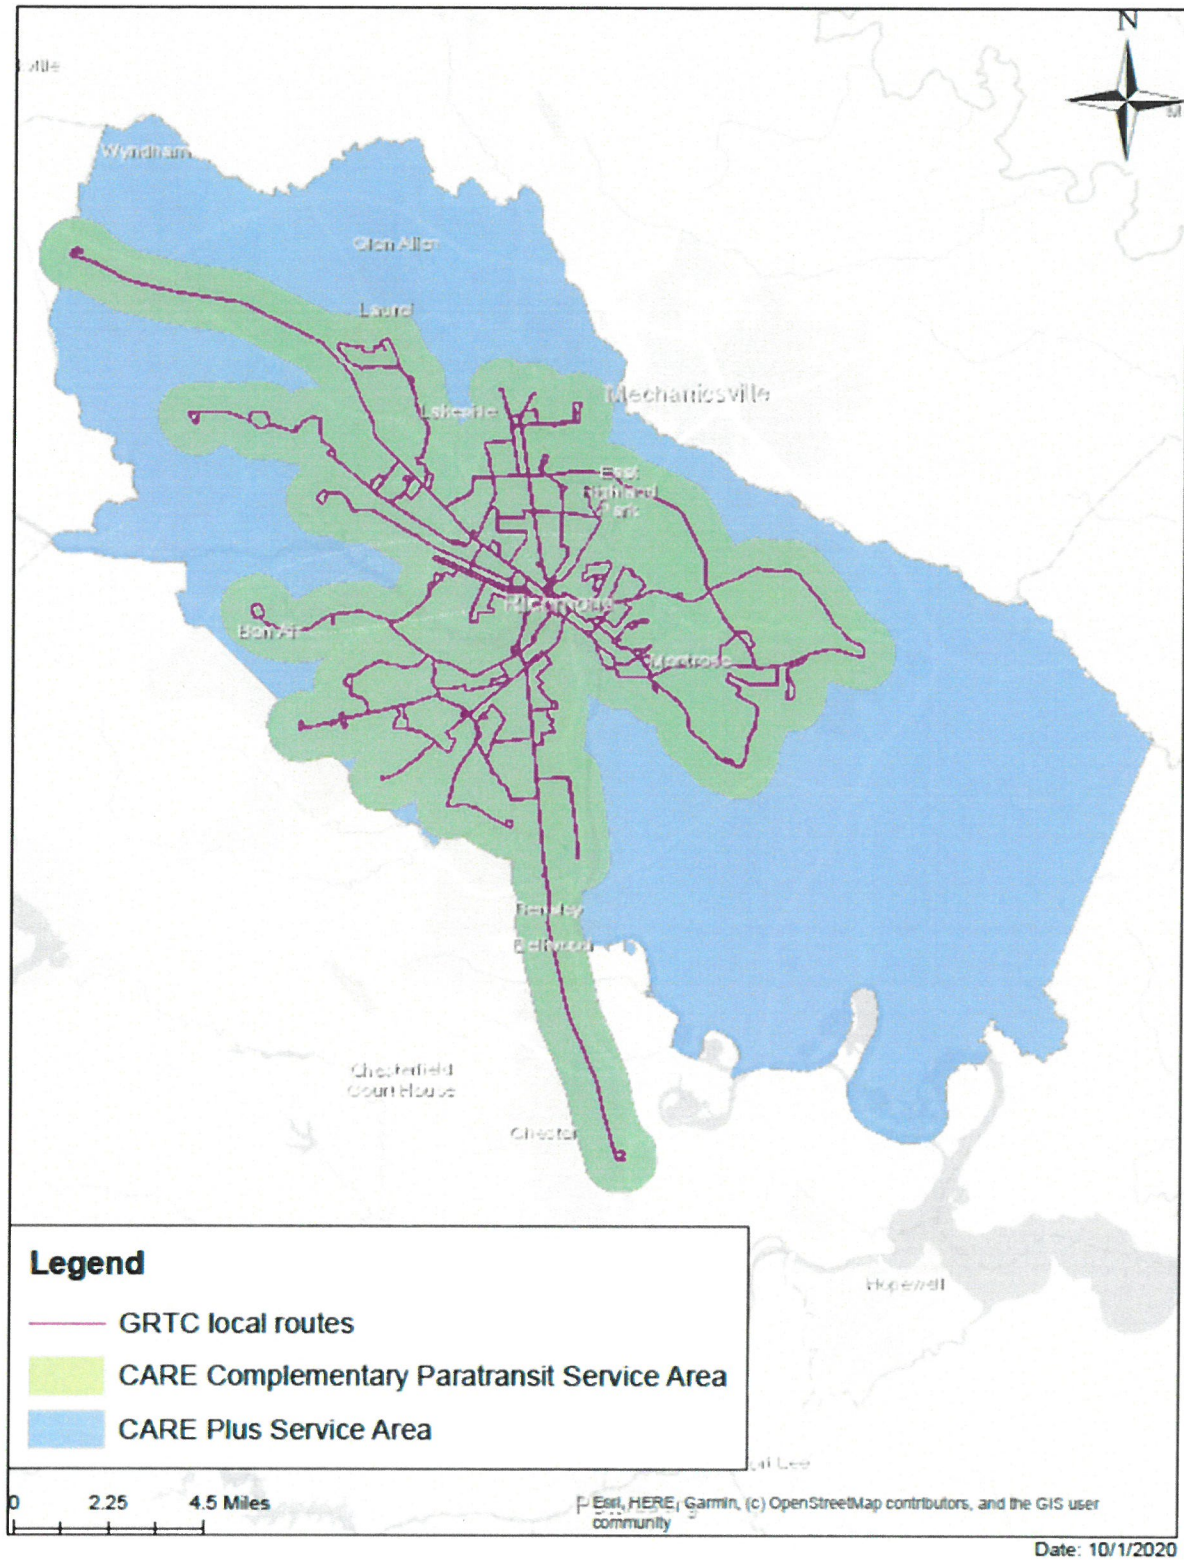 N
Wyndham
Glen Allen
Laurel
Mechanicsville
Lakeside
East
Highland
Park
Richmond
Bon Air
Montrose
Bensley
Bellwood
Chesterfield
Court House
Chester
Legend
GRTC local routes
CARE Complementary Paratransit Service Area
CARE Plus Service Area
Hopewell
Lee
0 2.25 4.5 Miles
Esri, HERE, Garmin, (c) OpenStreetMap contributors, and the GIS user
community
Date: 10/1/2020